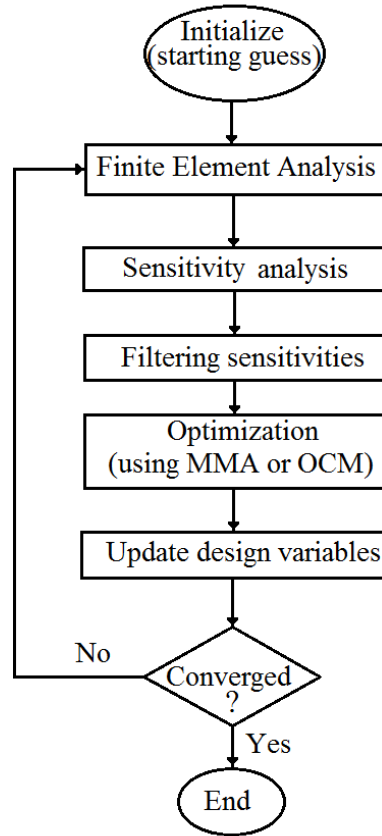 Initialize
(starting guess)
Finite Element Analysis
Sensitivity analysis
Filtering sensitivities
Optimization
(using MMA or OCM)
Update design variables
No
Converged
?
Yes
End